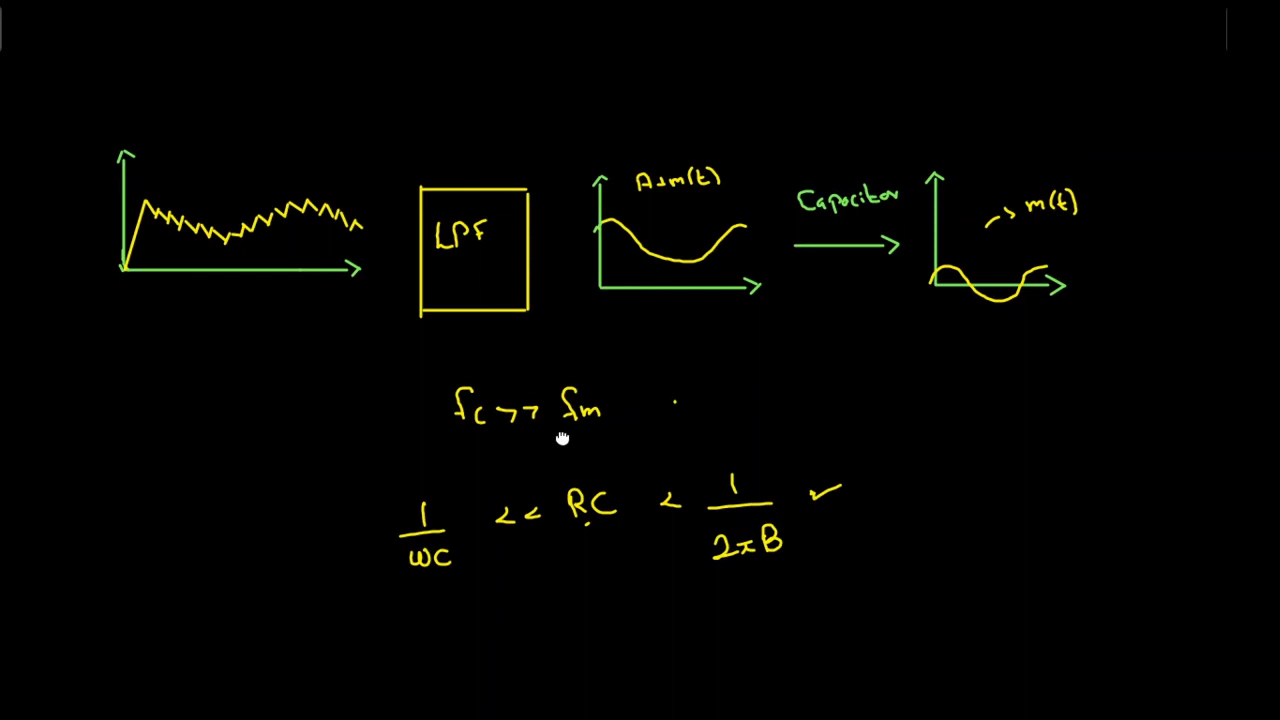 A+m(t)
Capacitor
m(t)
LPF
fc >> fm
1/ωc << RC < 1/2πB ✓